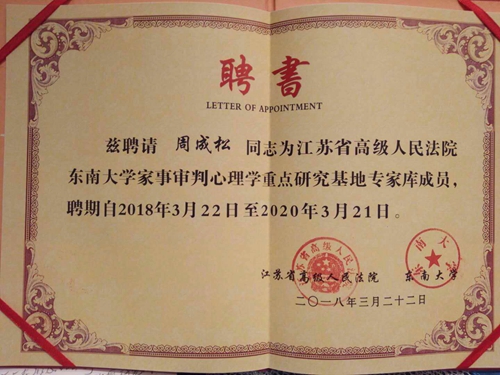 聘書
LETTER OF APPOINTMENT
兹聘请 周成松 同志为江苏省高级人民法院
东南大学家事审判心理学重点研究基地专家库成员，
聘期自2018年3月22日至2020年3月21日。
江苏省高级人民法院 东南大学
二〇一八年三月二十二日